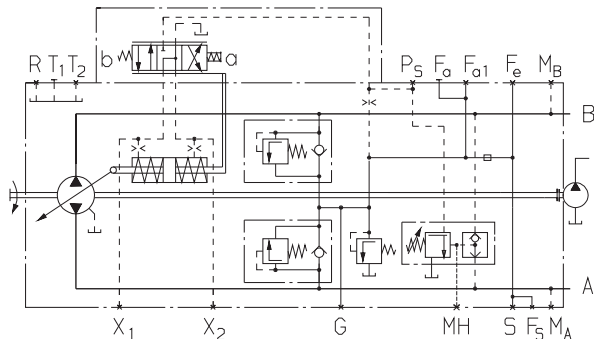 b a
R T1 T2 PS Fa Fa1 Fe MB
B
A
X1 X2 G MH S FS MA